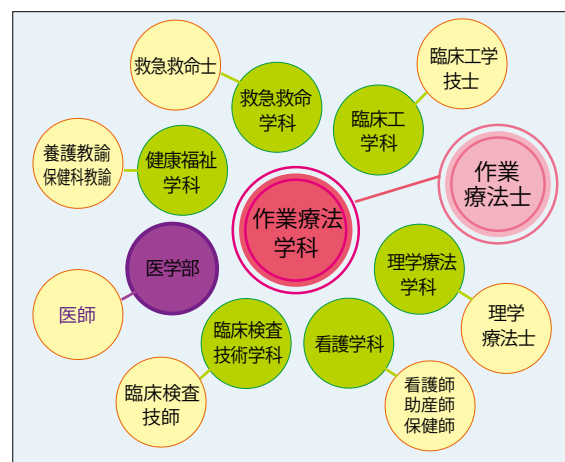 救急救命士
救急救命
学科
臨床工学
技士
臨床工
学科
養護教諭
保健科教諭
健康福祉
学科
作業
療法士
作業療法
学科
医学部
理学療法
学科
医師
理学
療法士
臨床検査
技術学科
看護学科
臨床検査
技師
看護師
助産師
保健師